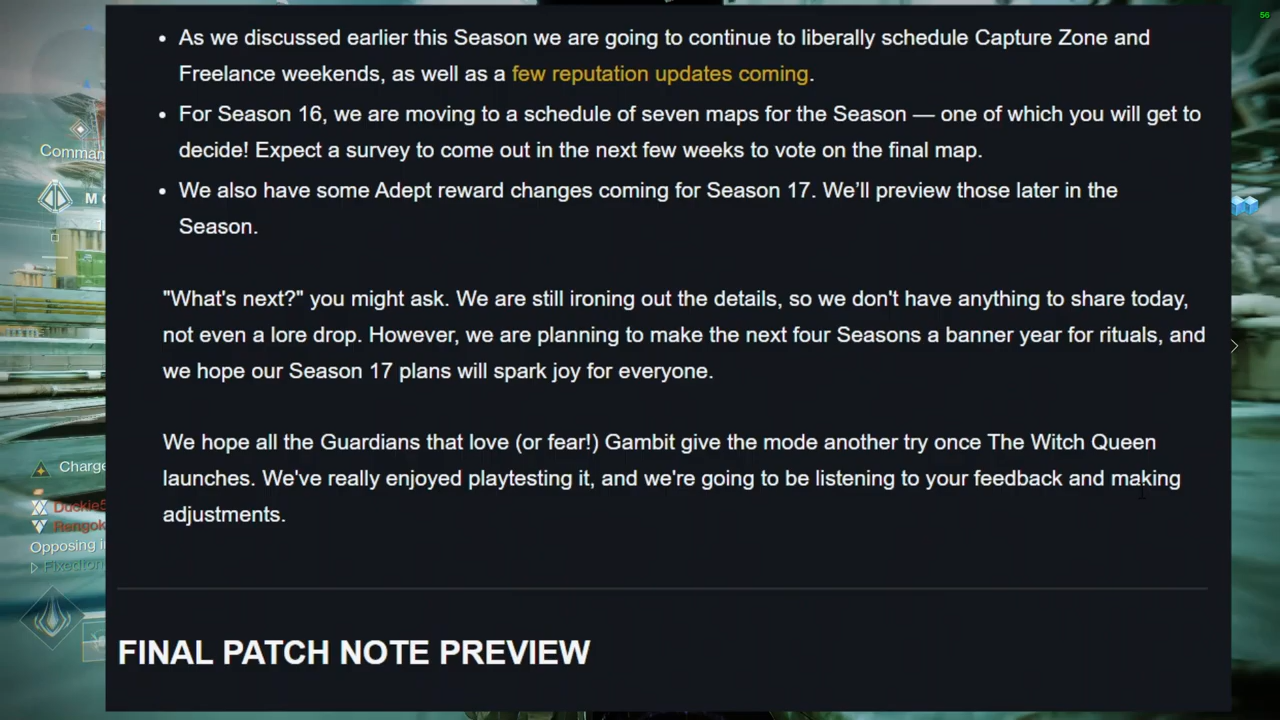 56
As we discussed earlier this Season we are going to continue to liberally schedule Capture Zone and
Freelance weekends, as well as a few reputation updates coming.
For Season 16, we are moving to a schedule of seven maps for the Season — one of which you will get to
decide! Expect a survey to come out in the next few weeks to vote on the final map.
We also have some Adept reward changes coming for Season 17. We’ll preview those later in the
Season.
"What's next?" you might ask. We are still ironing out the details, so we don't have anything to share today,
not even a lore drop. However, we are planning to make the next four Seasons a banner year for rituals, and
we hope our Season 17 plans will spark joy for everyone.
We hope all the Guardians that love (or fear!) Gambit give the mode another try once The Witch Queen
launches. We've really enjoyed playtesting it, and we're going to be listening to your feedback and making
adjustments.
FINAL PATCH NOTE PREVIEW
Comman
Charge
Duckie5
Rengok
Opposing